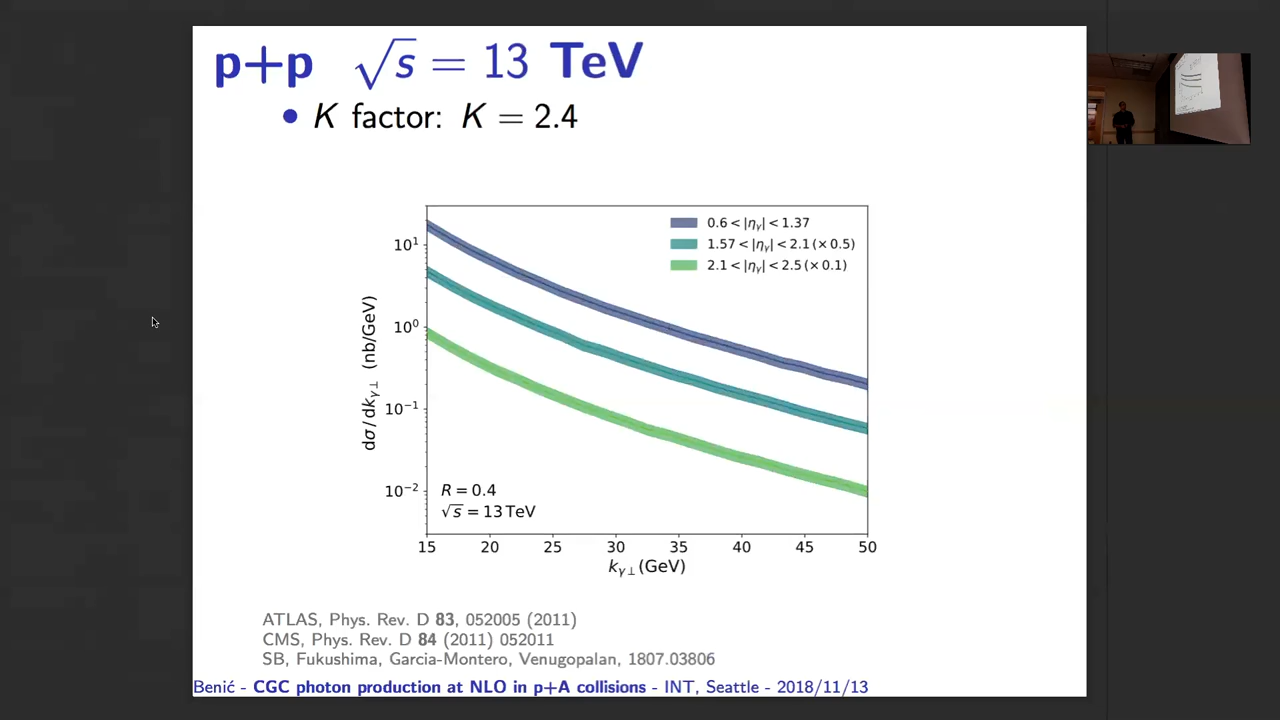 p+p √s = 13 TeV
• K factor: K = 2.4
0.6 < |ηγ| < 1.37
1.57 < |ηγ| < 2.1 (× 0.5)
2.1 < |ηγ| < 2.5 (× 0.1)
10¹
10⁰
10⁻¹
10⁻²
dσ/dkγ⊥ (nb/GeV)
R = 0.4
√s = 13 TeV
15 20 25 30 35 40 45 50
kγ⊥(GeV)
ATLAS, Phys. Rev. D 83, 052005 (2011)
CMS, Phys. Rev. D 84 (2011) 052011
SB, Fukushima, Garcia-Montero, Venugopalan, 1807.03806
Benić - CGC photon production at NLO in p+A collisions - INT, Seattle - 2018/11/13